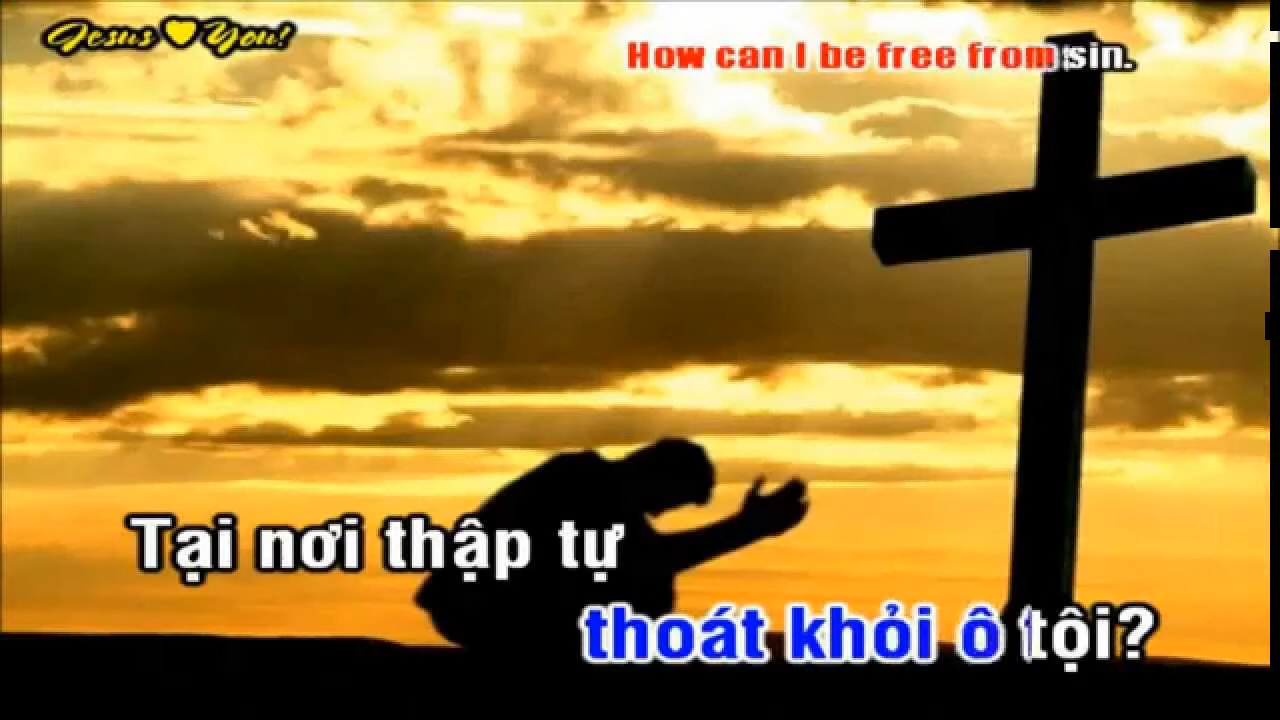 Jesus ♥ You!
How can I be free from sin.
Tại nơi thập tự
thoát khỏi ô tội?